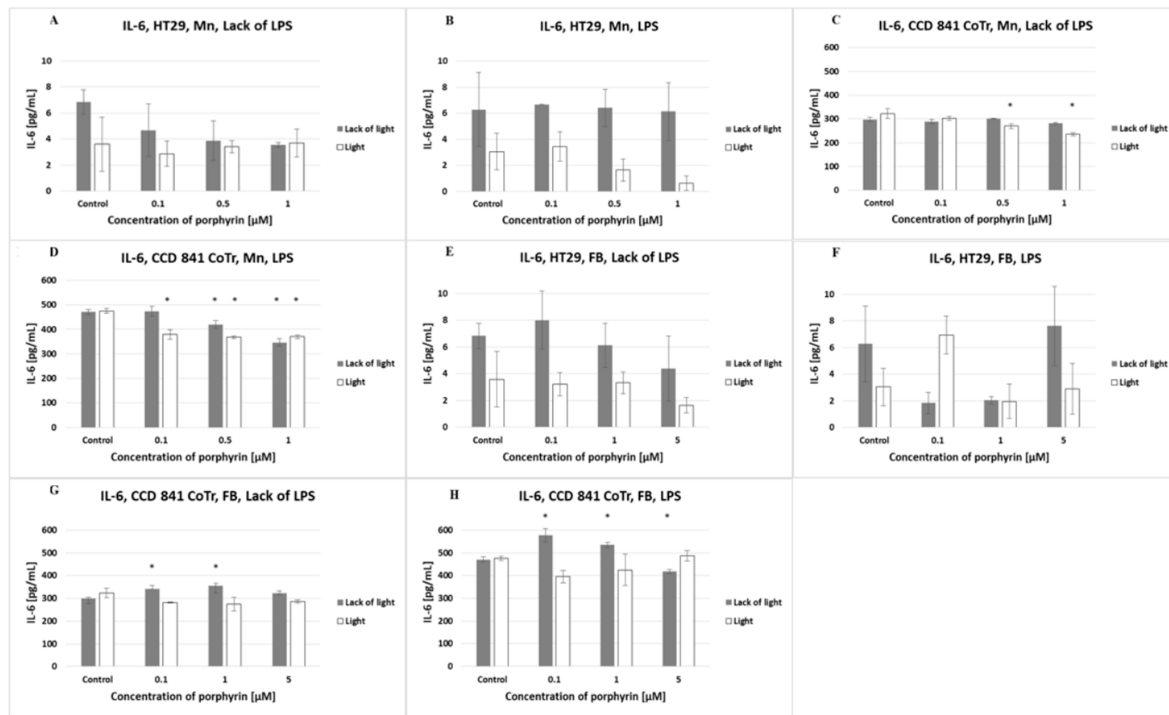 A
IL-6, HT29, Mn, Lack of LPS
IL-6 [pg/mL]
10
8
6
4
2
0
Control 0.1 0.5 1
Concentration of porphyrin [µM]
Lack of light
Light
B
IL-6, HT29, Mn, LPS
IL-6 [pg/mL]
10
8
6
4
2
0
Control 0.1 0.5 1
Concentration of porphyrin [µM]
Lack of light
Light
C
IL-6, CCD 841 CoTr, Mn, Lack of LPS
IL-6 [pg/mL]
600
500
400
300
200
100
0
* *
Control 0.1 0.5 1
Concentration of porphyrin [µM]
Lack of light
Light
D
IL-6, CCD 841 CoTr, Mn, LPS
IL-6 [pg/mL]
600
500
400
300
200
100
0
* * * * *
Control 0.1 0.5 1
Concentration of porphyrin [µM]
Lack of light
Light
E
IL-6, HT29, FB, Lack of LPS
IL-6 [pg/mL]
10
8
6
4
2
0
Control 0.1 1 5
Concentration of porphyrin [µM]
Lack of light
Light
F
IL-6, HT29, FB, LPS
IL-6 [pg/mL]
10
8
6
4
2
0
Control 0.1 1 5
Concentration of porphyrin [µM]
Lack of light
Light
G
IL-6, CCD 841 CoTr, FB, Lack of LPS
IL-6 [pg/mL]
600
500
400
300
200
100
0
* *
Control 0.1 1 5
Concentration of porphyrin [µM]
Lack of light
Light
H
IL-6, CCD 841 CoTr, FB, LPS
IL-6 [pg/mL]
* * *
600
500
400
300
200
100
0
Control 0.1 1 5
Concentration of porphyrin [µM]
Lack of light
Light